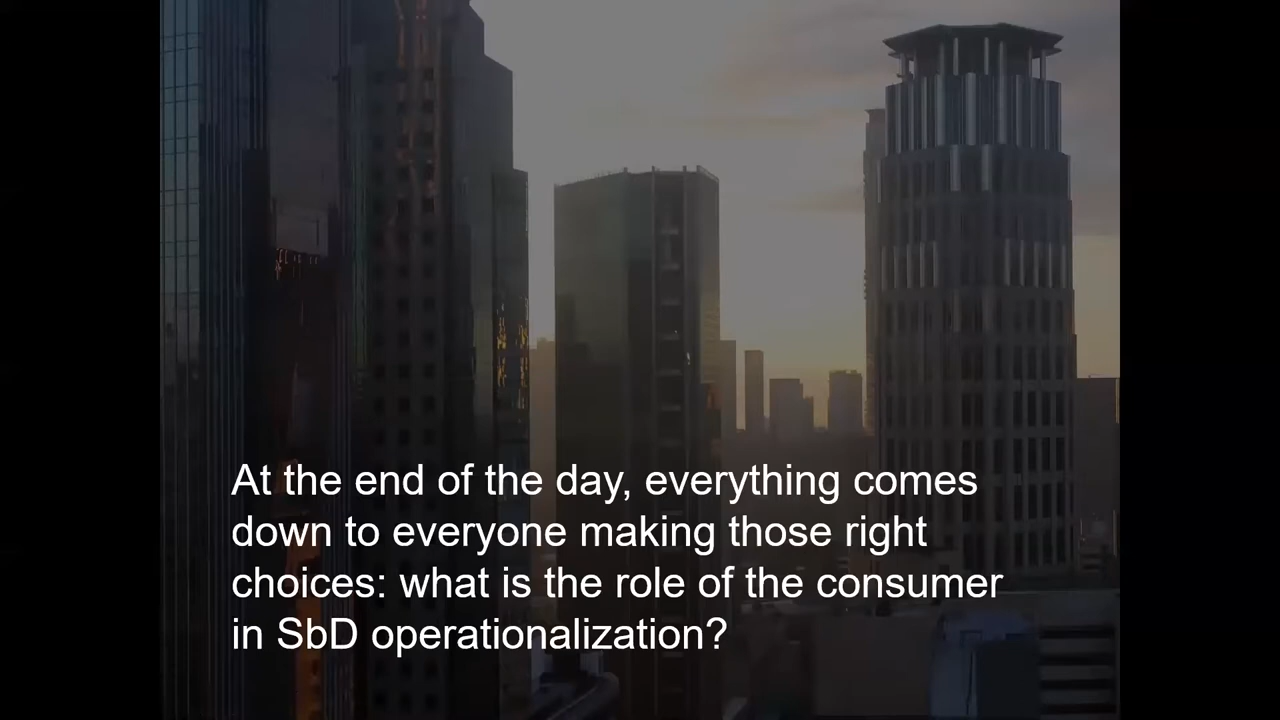 At the end of the day, everything comes
down to everyone making those right
choices: what is the role of the consumer
in SbD operationalization?